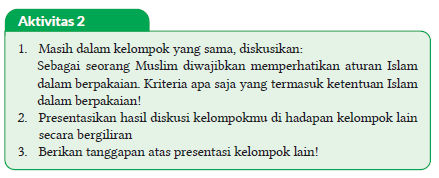 Aktivitas 2
1. Masih dalam kelompok yang sama, diskusikan:
Sebagai seorang Muslim diwajibkan memperhatikan aturan Islam
dalam berpakaian. Kriteria apa saja yang termasuk ketentuan Islam
dalam berpakaian!
2. Presentasikan hasil diskusi kelompokmu di hadapan kelompok lain
secara bergiliran
3. Berikan tanggapan atas presentasi kelompok lain!